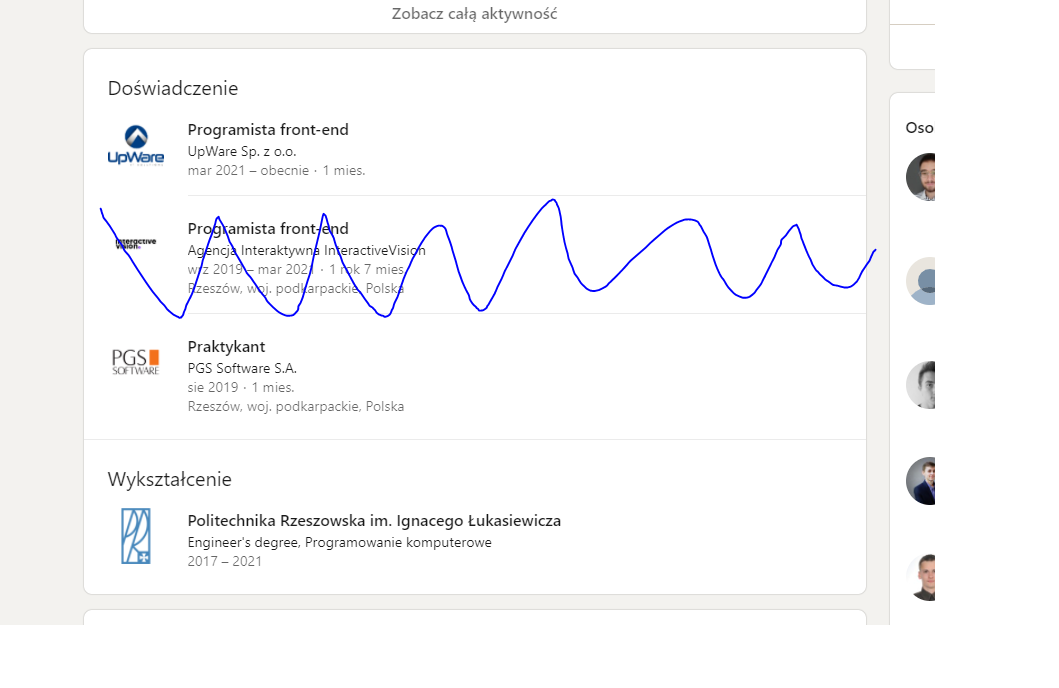 Zobacz całą aktywność
Doświadczenie
UpWare
Programista front-end
UpWare Sp. z o.o.
mar 2021 – obecnie · 1 mies.
interactive
vision
Programista front-end
Agencja Interaktywna InteractiveVision
wrz 2019 – mar 2021 · 1 rok 7 mies.
Rzeszów, woj. podkarpackie, Polska
PGS
SOFTWARE
Praktykant
PGS Software S.A.
sie 2019 · 1 mies.
Rzeszów, woj. podkarpackie, Polska
Wykształcenie
Politechnika Rzeszowska im. Ignacego Łukasiewicza
Engineer's degree, Programowanie komputerowe
2017 – 2021
Oso